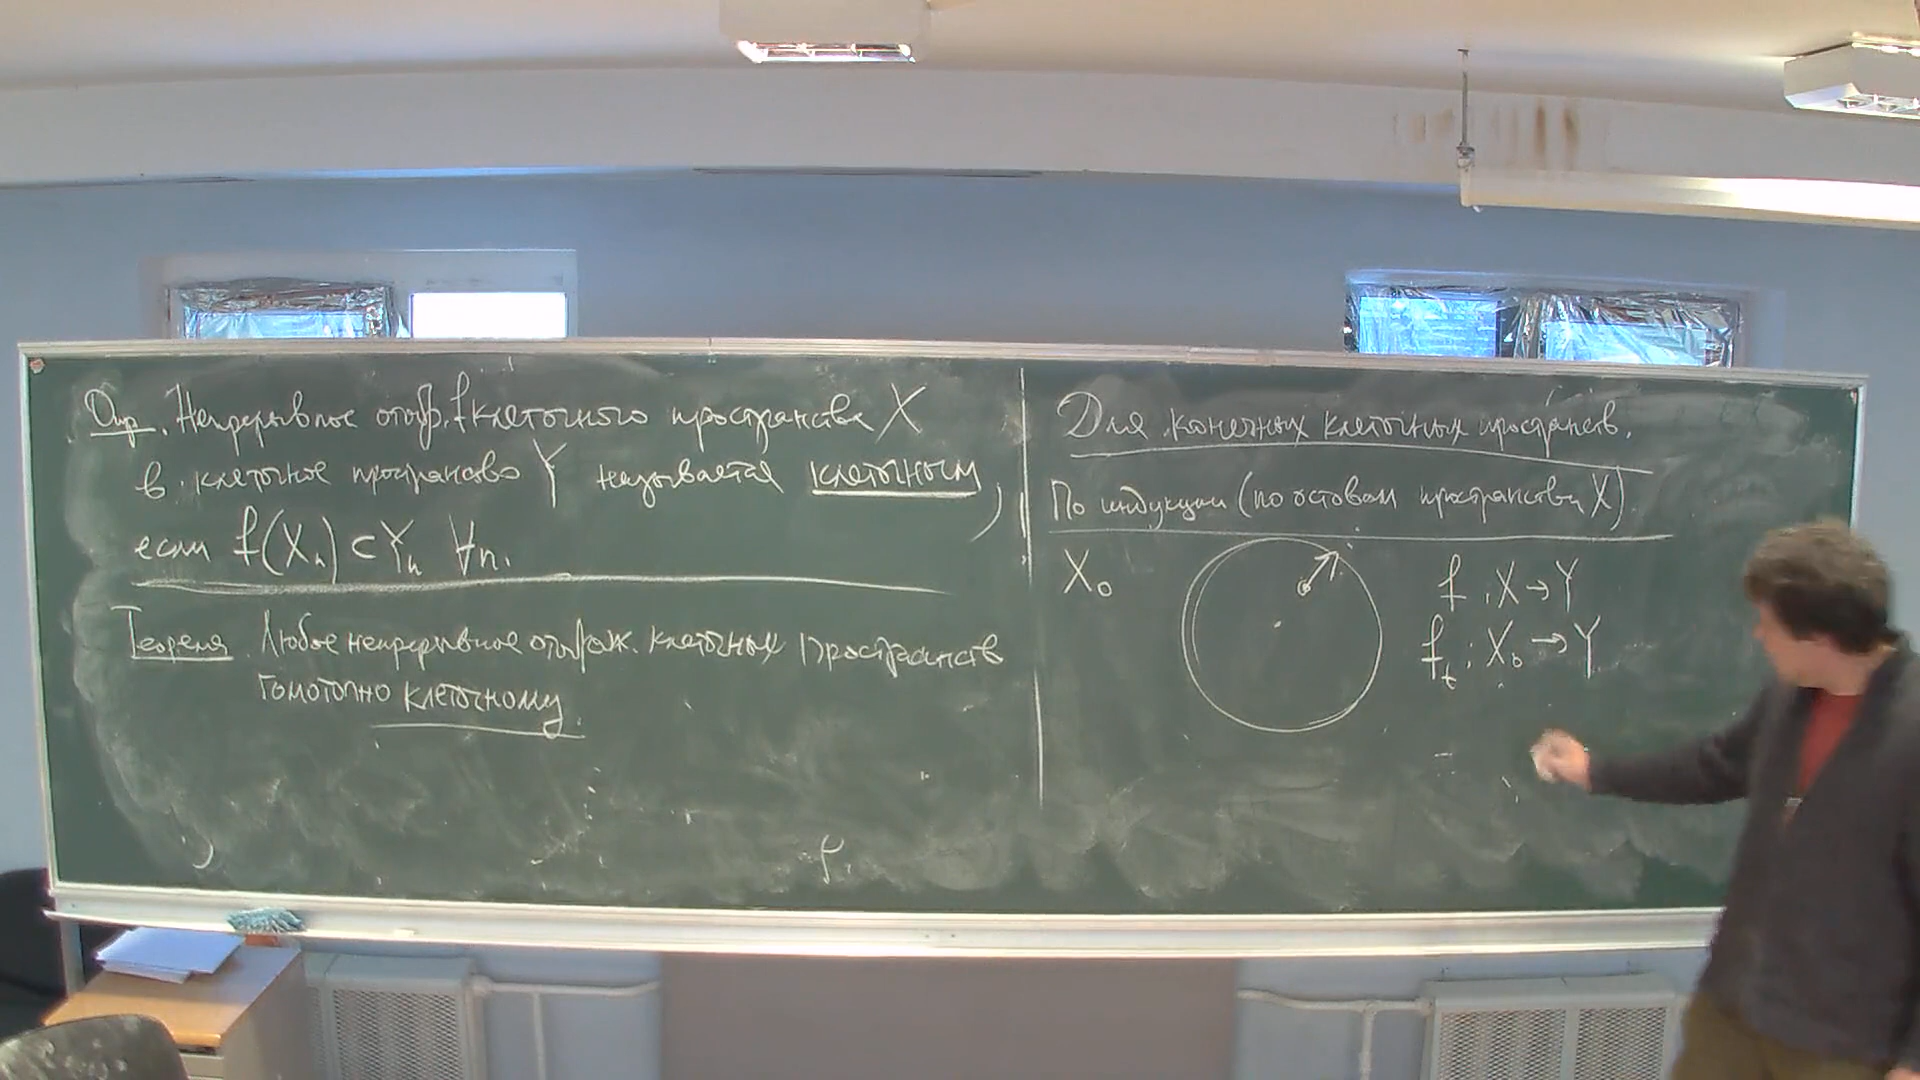 Опр. Непрерывное отобр. f клеточного пространства X
в клеточное пространство Y называется клеточным,
если f(Xₙ) ⊂ Yₙ ∀n.
Теорема. Любое непрерывное отображ. клеточных пространств
гомотопно клеточному.
Для конечных клеточных пространств.
По индукции (по остовам пространства X)
X₀
f : X → Y
fₜ : X₀ → Y